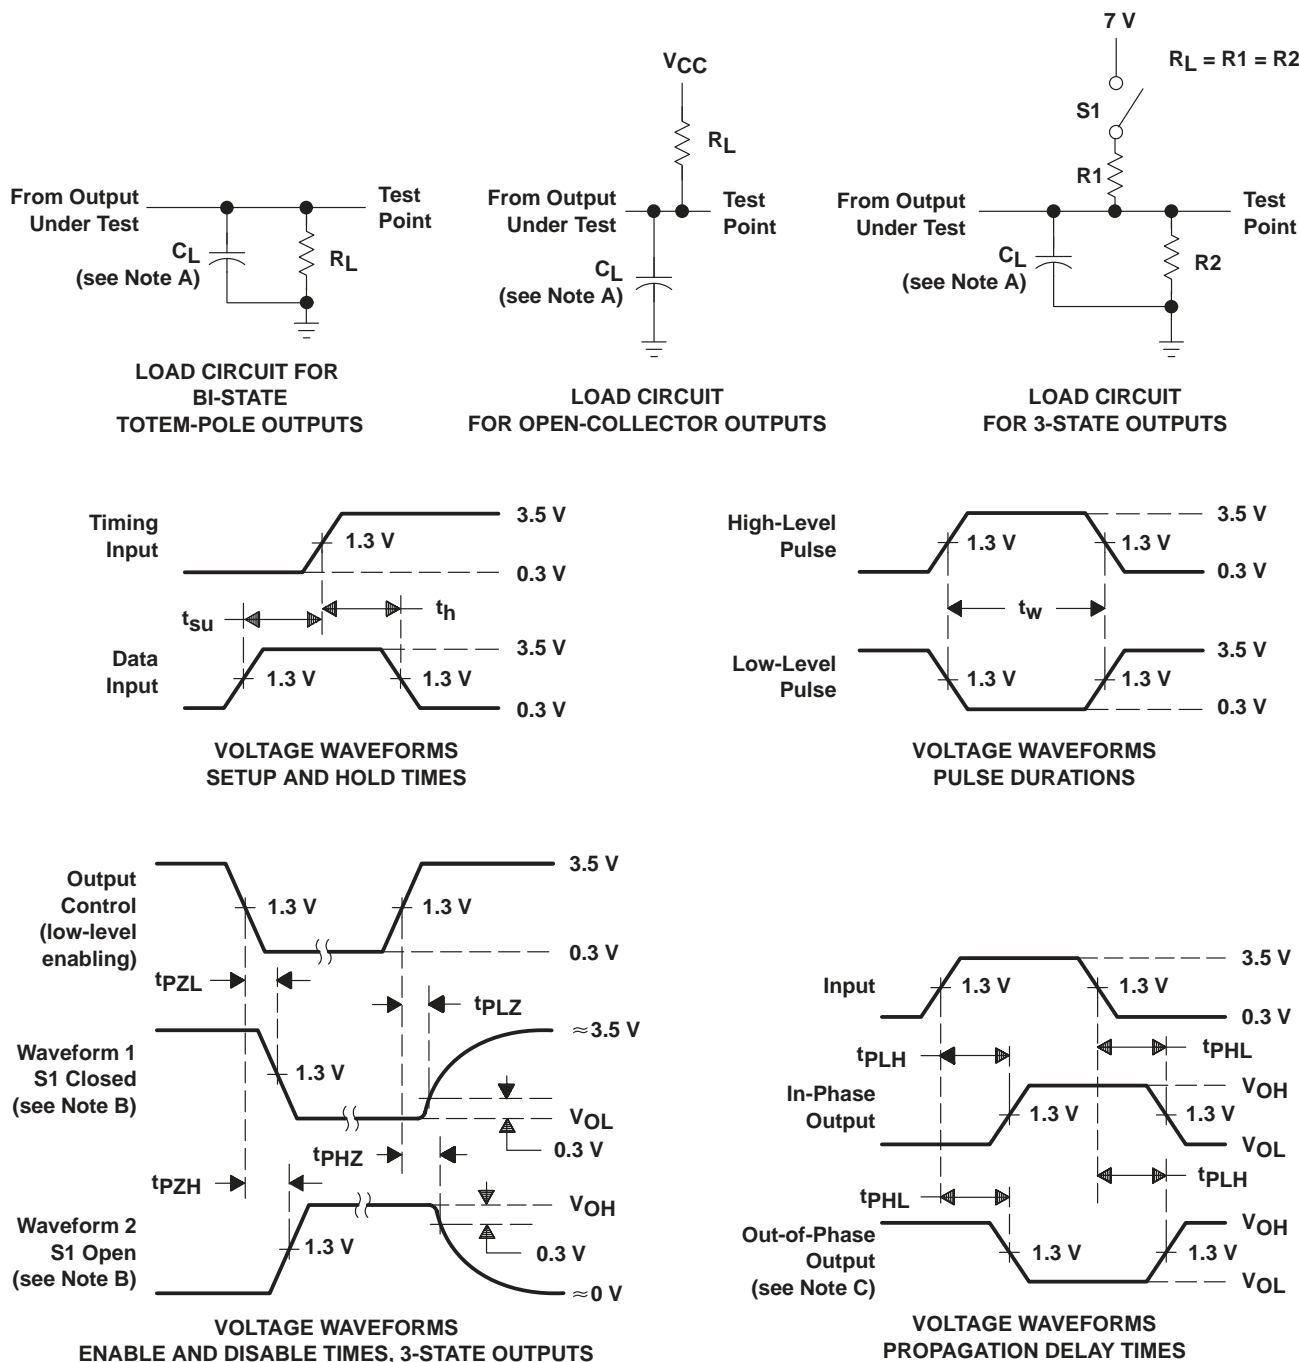 VCC
RL
From Output
Under Test
Test
Point
CL
(see Note A)
RL
LOAD CIRCUIT FOR
BI-STATE
TOTEM-POLE OUTPUTS
From Output
Under Test
Test
Point
CL
(see Note A)
LOAD CIRCUIT
FOR OPEN-COLLECTOR OUTPUTS
7 V
RL = R1 = R2
S1
R1
From Output
Under Test
Test
Point
CL
(see Note A)
R2
LOAD CIRCUIT
FOR 3-STATE OUTPUTS
Timing
Input
1.3 V
3.5 V
0.3 V
tsu
th
Data
Input
1.3 V
1.3 V
3.5 V
0.3 V
VOLTAGE WAVEFORMS
SETUP AND HOLD TIMES
High-Level
Pulse
1.3 V
1.3 V
3.5 V
0.3 V
tw
Low-Level
Pulse
1.3 V
1.3 V
3.5 V
0.3 V
VOLTAGE WAVEFORMS
PULSE DURATIONS
Output
Control
(low-level
enabling)
1.3 V
1.3 V
3.5 V
0.3 V
tPZL
tPLZ
Waveform 1
S1 Closed
(see Note B)
1.3 V
≈3.5 V
VOL
0.3 V
tPHZ
tPZH
Waveform 2
S1 Open
(see Note B)
1.3 V
VOH
0.3 V
≈0 V
VOLTAGE WAVEFORMS
ENABLE AND DISABLE TIMES, 3-STATE OUTPUTS
Input
1.3 V
1.3 V
3.5 V
0.3 V
tPLH
tPHL
In-Phase
Output
1.3 V
1.3 V
VOH
VOL
tPHL
tPLH
Out-of-Phase
Output
(see Note C)
1.3 V
1.3 V
VOH
VOL
VOLTAGE WAVEFORMS
PROPAGATION DELAY TIMES